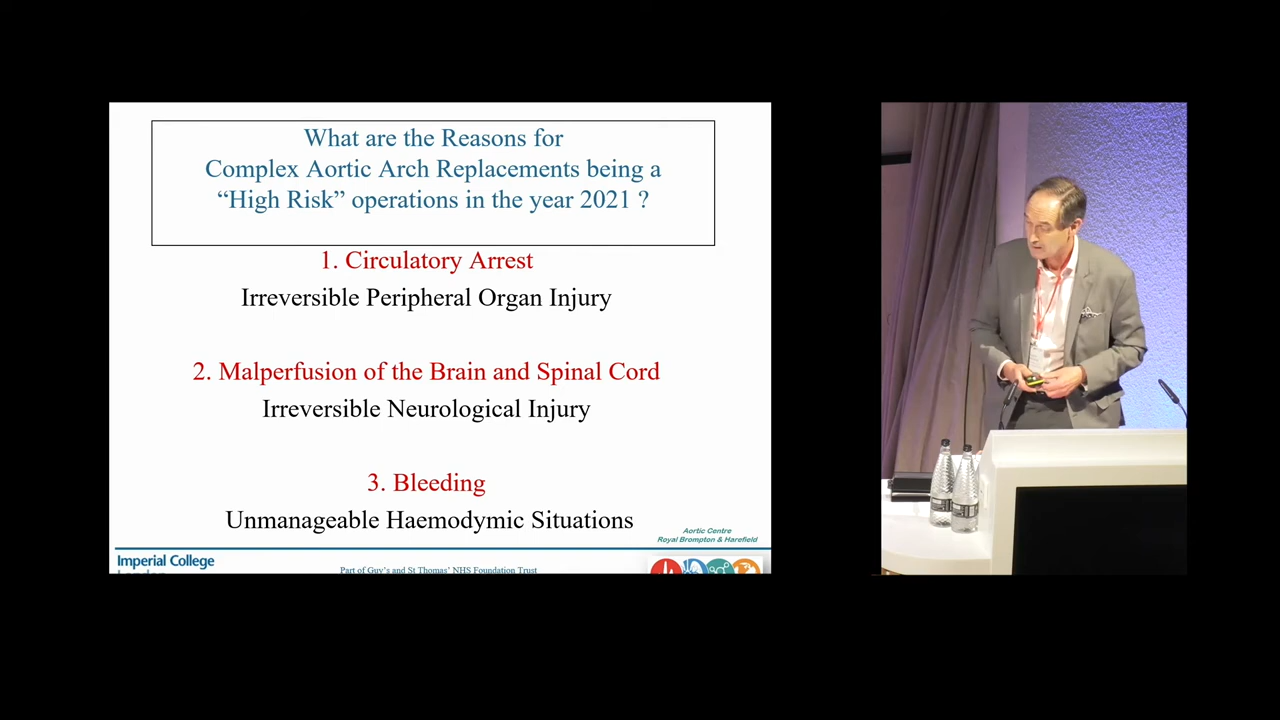 What are the Reasons for
Complex Aortic Arch Replacements being a
“High Risk” operations in the year 2021 ?
1. Circulatory Arrest
Irreversible Peripheral Organ Injury
2. Malperfusion of the Brain and Spinal Cord
Irreversible Neurological Injury
3. Bleeding
Unmanageable Haemodymic Situations
Aortic Centre
Royal Brompton & Harefield
Imperial College
London
Part of Guy's and St Thomas' NHS Foundation Trust